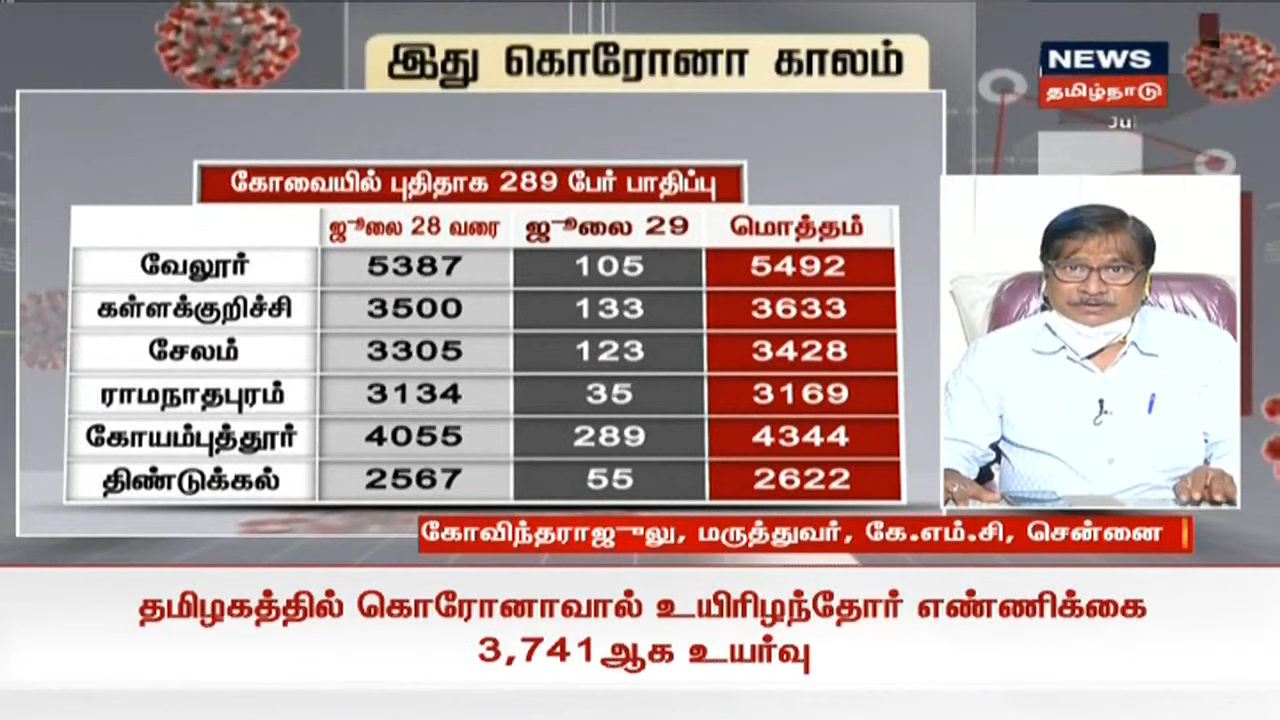 இது கொரோனா காலம்
NEWS
தமிழ்நாடு
Jul
கோவையில் புதிதாக 289 பேர் பாதிப்பு
ஜூலை 28 வரை ஜூலை 29 மொத்தம்
வேலூர் 5387 105 5492
கள்ளக்குறிச்சி 3500 133 3633
சேலம் 3305 123 3428
ராமநாதபுரம் 3134 35 3169
கோயம்புத்தூர் 4055 289 4344
திண்டுக்கல் 2567 55 2622
கோவிந்தராஜுலு, மருத்துவர், கே.எம்.சி, சென்னை
தமிழகத்தில் கொரோனாவால் உயிரிழந்தோர் எண்ணிக்கை
3,741ஆக உயர்வு